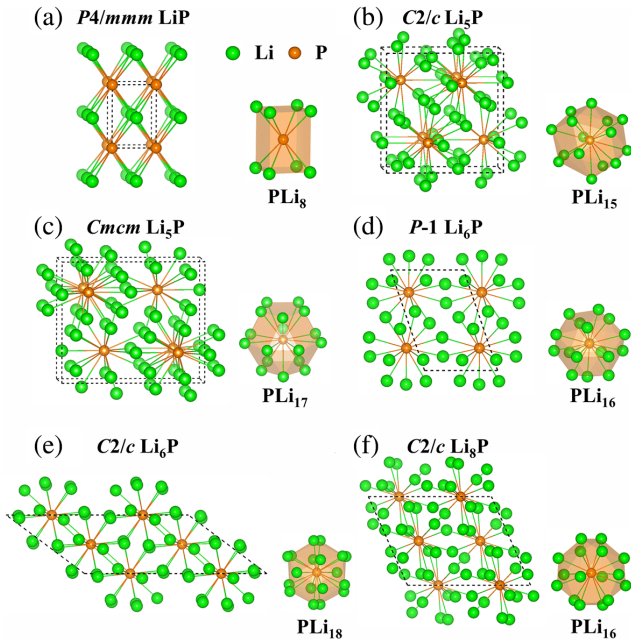 (a) P4/mmm LiP
Li P
(b) C2/c Li₅P
PLi₈
PLi₁₅
(c) Cmcm Li₅P
(d) P-1 Li₆P
PLi₁₇
PLi₁₆
(e) C2/c Li₆P
(f) C2/c Li₈P
PLi₁₈
PLi₁₆